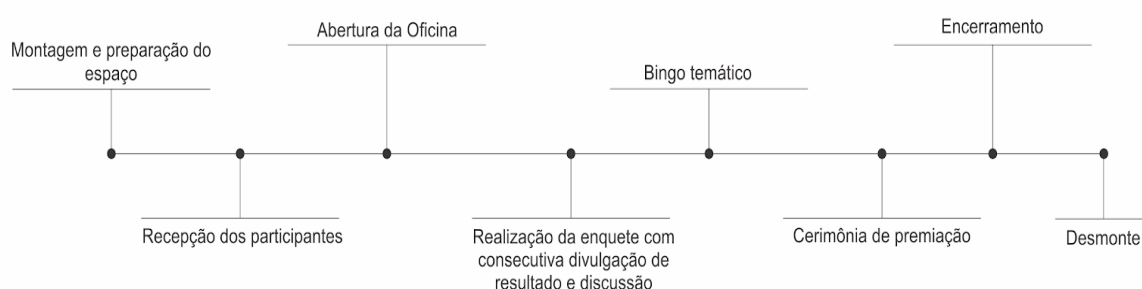 Montagem e preparação do
espaço
Recepção dos participantes
Abertura da Oficina
Realização da enquete com
consecutiva divulgação de
resultado e discussão
Bingo temático
Cerimônia de premiação
Encerramento
Desmonte